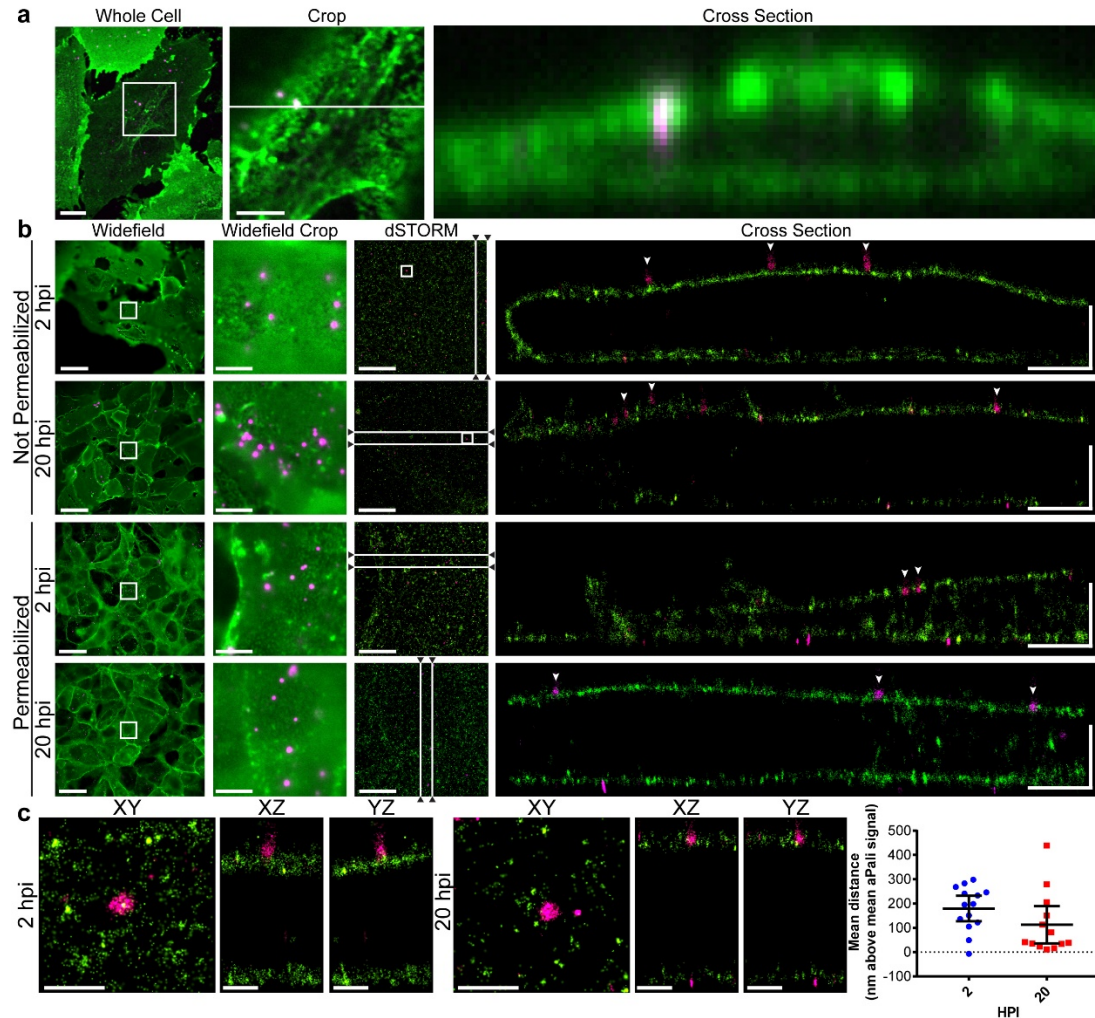 a
Whole Cell
Crop
Cross Section
b
Widefield
Widefield Crop
dSTORM
Cross Section
Not Permeabilized
2 hpi
20 hpi
Permeabilized
2 hpi
20 hpi
c
XY
XZ
YZ
XY
XZ
YZ
2 hpi
20 hpi
Mean distance
(nm above mean aPali signal)
500
400
300
200
100
0
-100
2
20
HPI